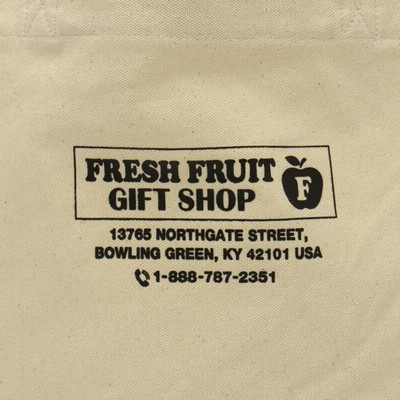 FRESH FRUIT
GIFT SHOP
F
13765 NORTHGATE STREET,
BOWLING GREEN, KY 42101 USA
1-888-787-2351